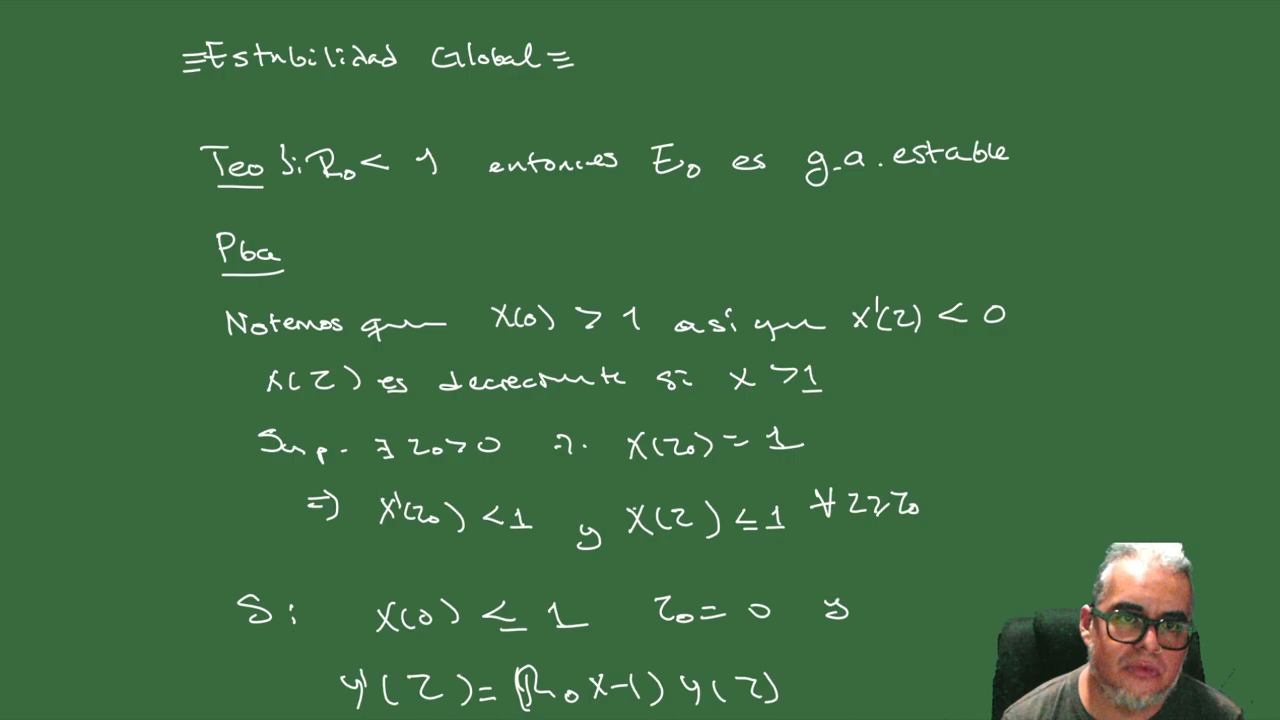 ≡Estabilidad Global≡
Teo Si R₀ < 1 entonces E₀ es g.a. estable
Pba
Notemos que x(0) > 1 así que x'(τ) < 0
x(τ) es decreciente si x > 1
Sup. ∃ τ₀ > 0 ∴ x(τ₀) = 1
⇒) x'(τ₀) < 1 y x(τ) ≤ 1 ∀ τ ≥ τ₀
Si x(0) ≤ 1 τ₀ = 0 y
y'(τ) = (R₀ x-1) y(τ)